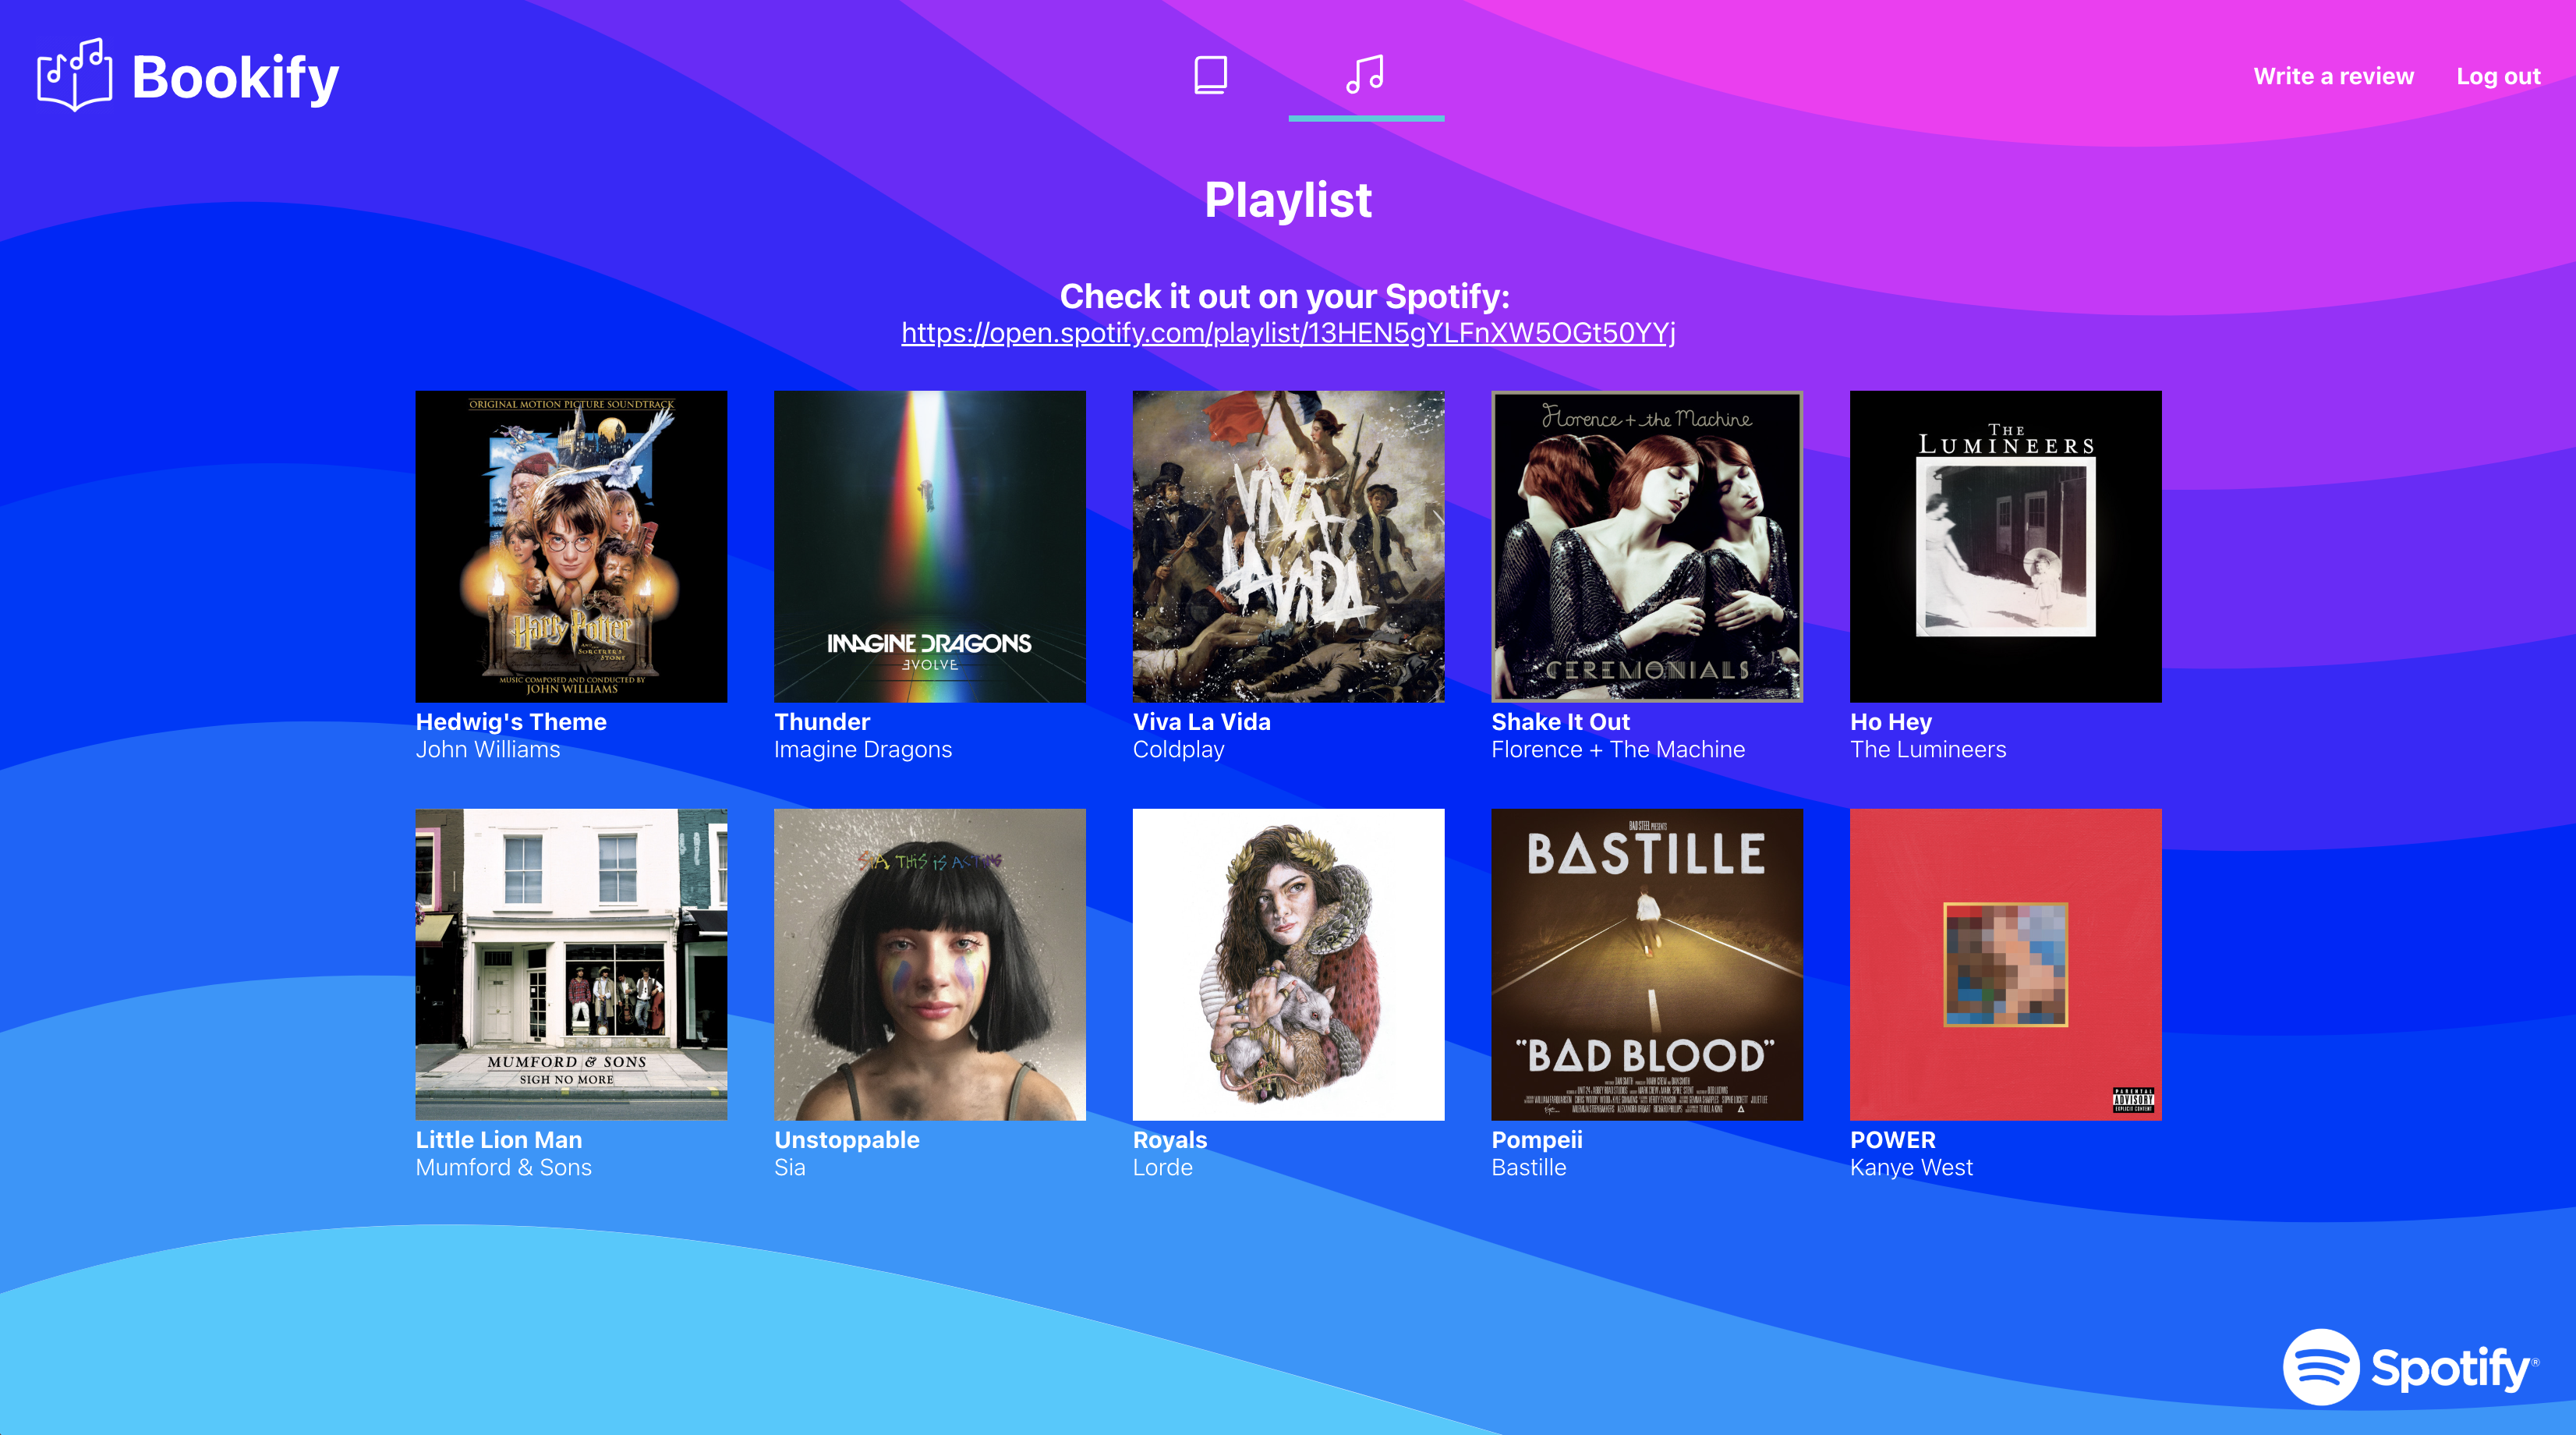 Bookify
Write a review
Log out
Playlist
Check it out on your Spotify:
https://open.spotify.com/playlist/13HEN5gYLFnXW5OGt50YYj
ORIGINAL MOTION PICTURE SOUNDTRACK
Harry Potter
AND THE
SORCERER'S
STONE
MUSIC COMPOSED AND CONDUCTED BY
JOHN WILLIAMS
IMAGINE DRAGONS
EVOLVE
VIVA
LA VIDA
Florence + the Machine
CEREMONIALS
THE
LUMINEERS
Hedwig's Theme
John Williams
Thunder
Imagine Dragons
Viva La Vida
Coldplay
Shake It Out
Florence + The Machine
Ho Hey
The Lumineers
MUMFORD & SONS
SIGH NO MORE
SIA THIS IS ACTING
BAD STEEL PRESENTS
BASTILLE
"BAD BLOOD"
PARENTAL
ADVISORY
EXPLICIT CONTENT
Little Lion Man
Mumford & Sons
Unstoppable
Sia
Royals
Lorde
Pompeii
Bastille
POWER
Kanye West
Spotify®